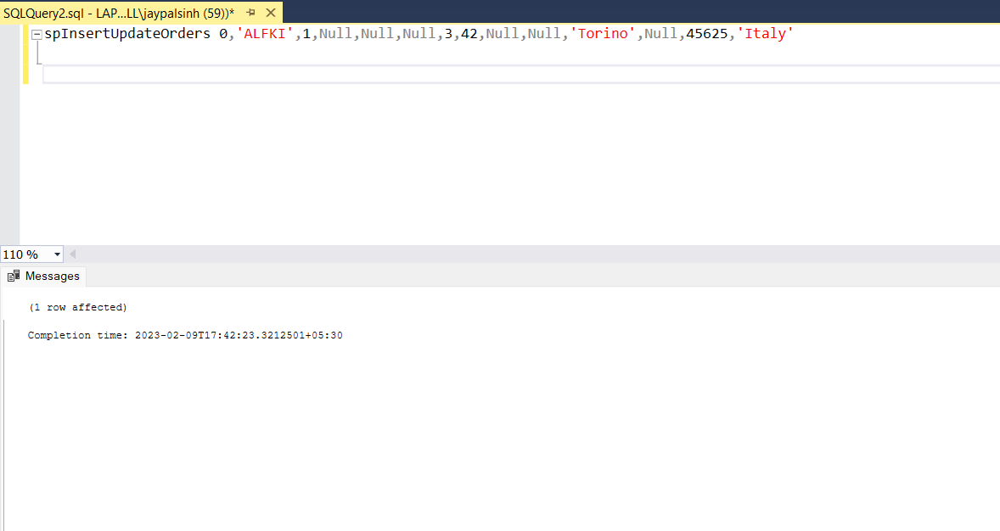 SQLQuery2.sql - LAP...LL\jaypalsinh (59))*
spInsertUpdateOrders 0,'ALFKI',1,Null,Null,Null,3,42,Null,Null,'Torino',Null,45625,'Italy'
110 %
Messages
(1 row affected)
Completion time: 2023-02-09T17:42:23.3212501+05:30